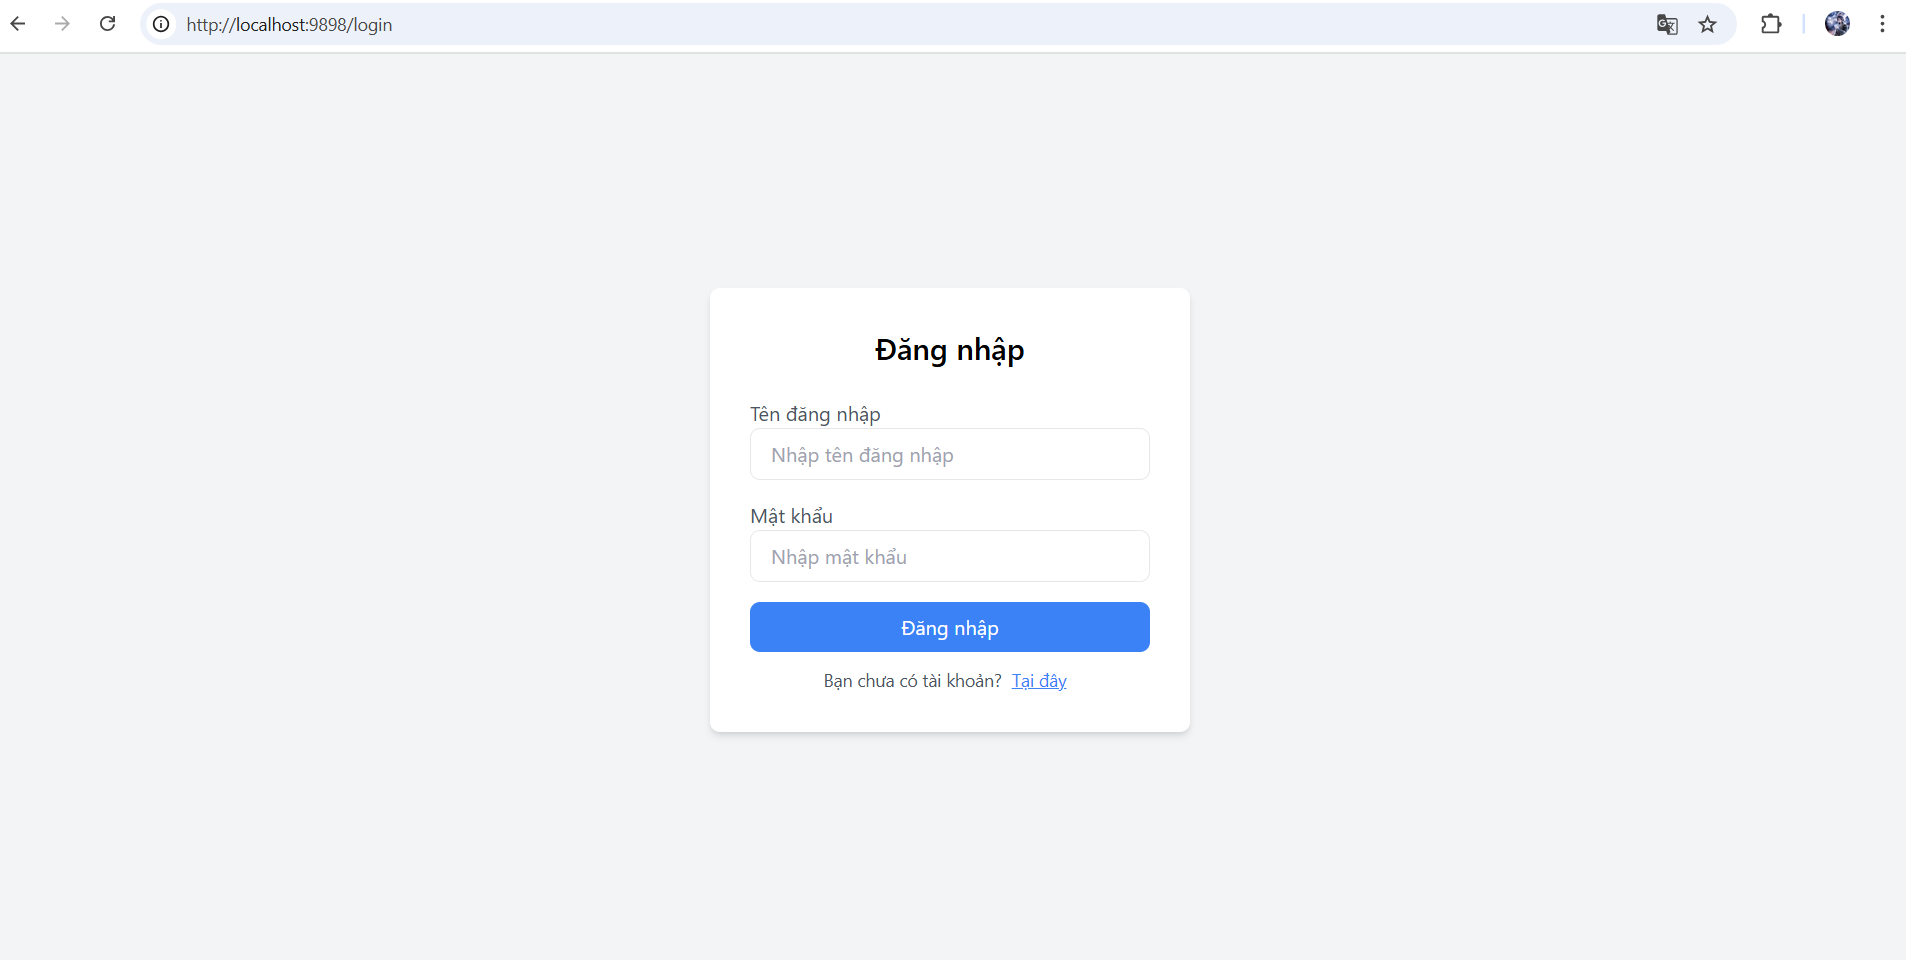 http://localhost:9898/login
Đăng nhập
Tên đăng nhập
Nhập tên đăng nhập
Mật khẩu
Nhập mật khẩu
Đăng nhập
Bạn chưa có tài khoản? Tại đây